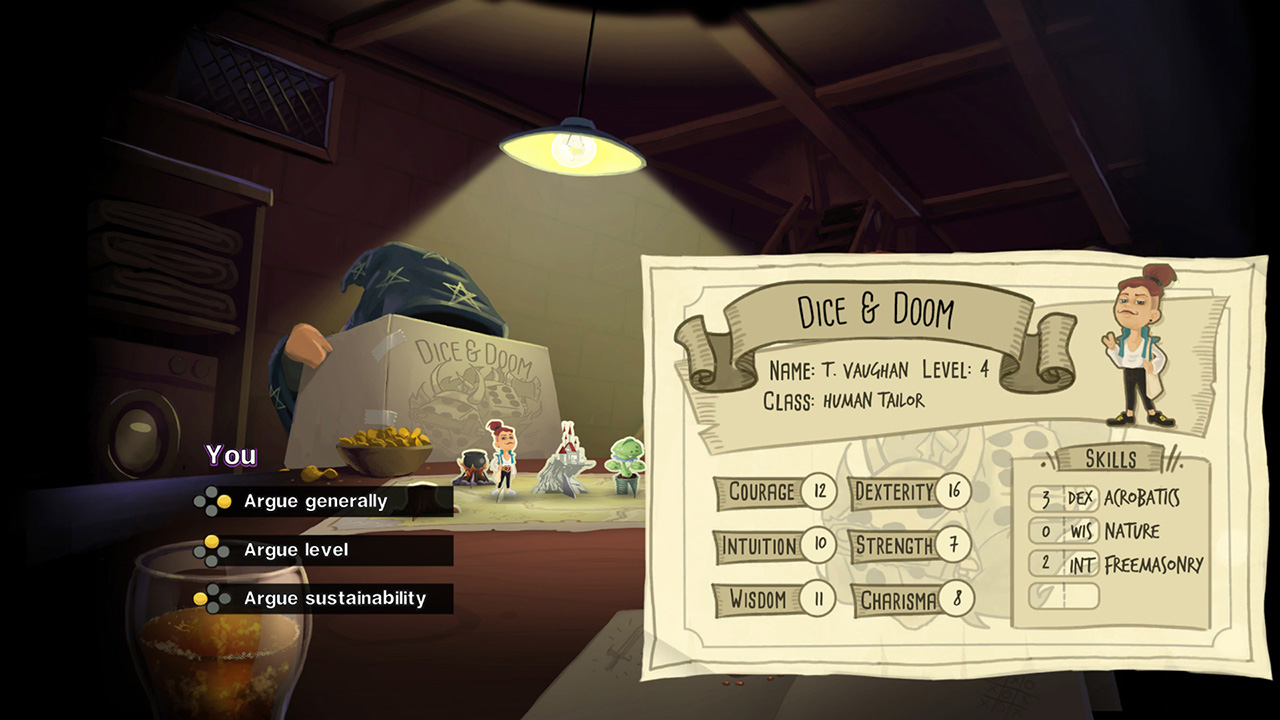 DICE & DOOM
You
Argue generally
Argue level
Argue sustainability
DICE & DOOM
NAME: T. VAUGHAN LEVEL: 4
CLASS: HUMAN TAILOR
COURAGE 12 DEXTERITY 16
INTUITION 10 STRENGTH 7
WISDOM 11 CHARISMA 8
SKILLS
3 DEX ACROBATICS
0 WIS NATURE
2 INT FREEMASONRY